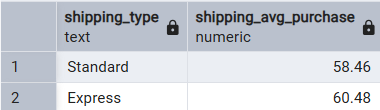 shipping_type shipping_avg_purchase
text numeric
1 Standard 58.46
2 Express 60.48